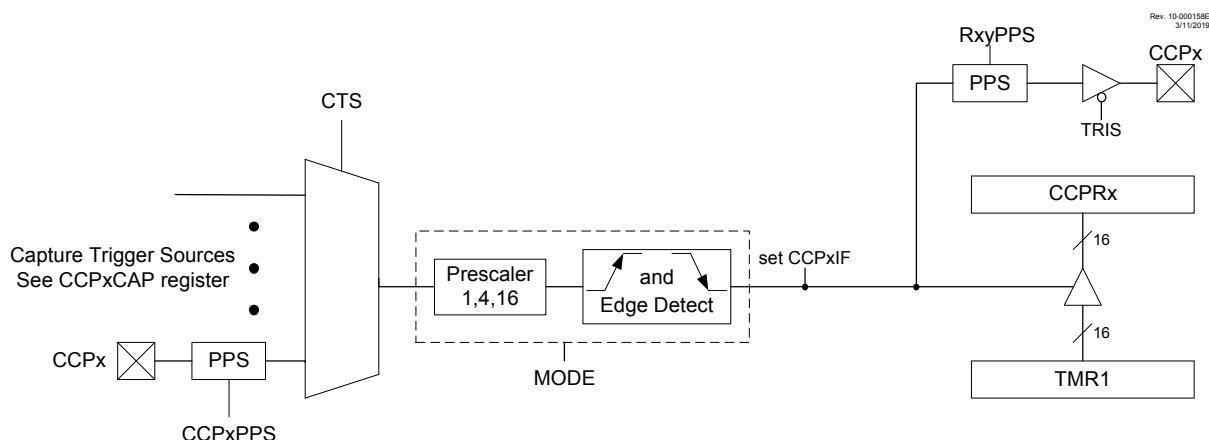 Rev. 10-000158E
3/11/2019
RxyPPS
CCPx
PPS
TRIS
CTS
CCPRx
16
Capture Trigger Sources
See CCPxCAP register
set CCPxIF
Prescaler
1,4,16
and
Edge Detect
16
CCPx
PPS
MODE
TMR1
CCPxPPS